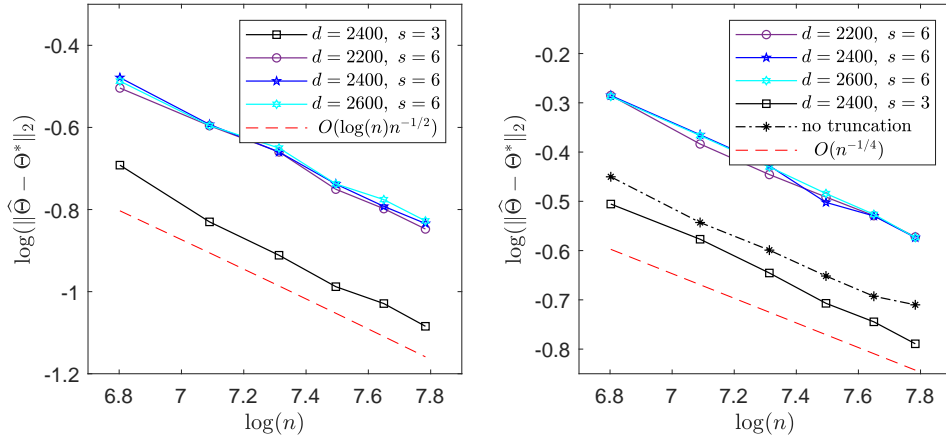 -0.4
-0.6
-0.8
-1
-1.2
6.8 7 7.2 7.4 7.6 7.8
log(n)
log(‖Θ̂ − Θ*‖₂)
d = 2400, s = 3
d = 2200, s = 6
d = 2400, s = 6
d = 2600, s = 6
O(log(n)n^{-1/2})
-0.2
-0.3
-0.4
-0.5
-0.6
-0.7
-0.8
6.8 7 7.2 7.4 7.6 7.8
log(n)
log(‖Θ̂ − Θ*‖₂)
d = 2200, s = 6
d = 2400, s = 6
d = 2600, s = 6
d = 2400, s = 3
no truncation
O(n^{-1/4})